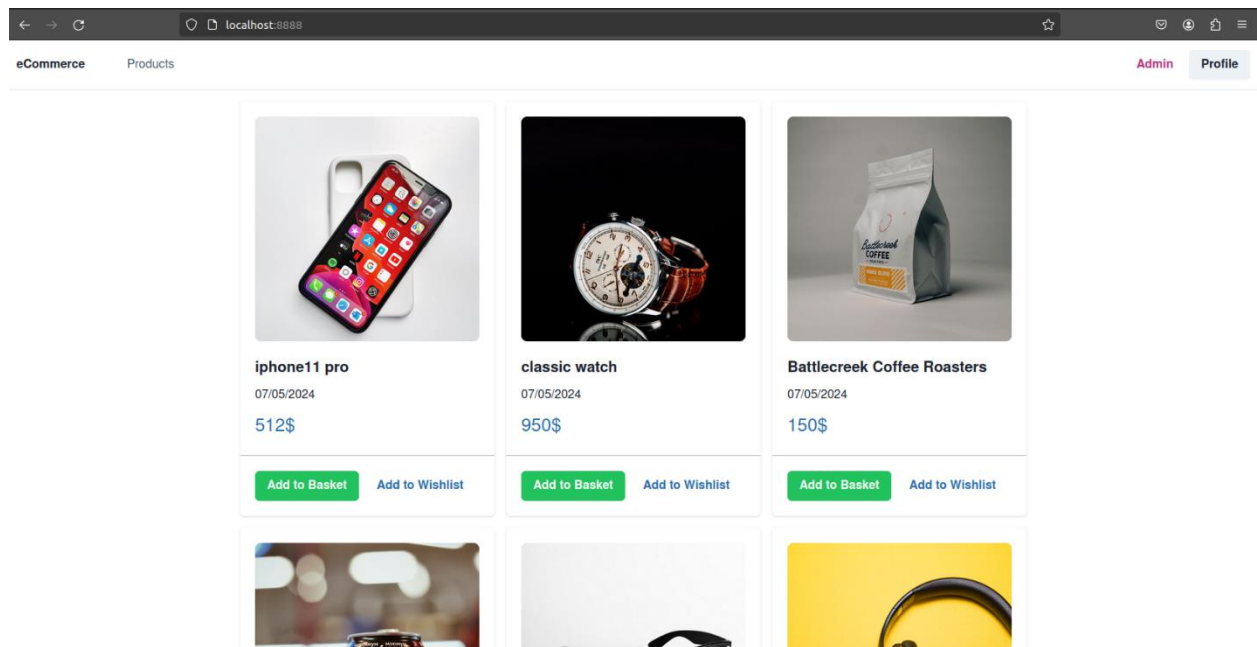 localhost:8888
eCommerce Products Admin Profile
Battlecreek
COFFEE
iphone11 pro
07/05/2024
512$
Add to Basket Add to Wishlist
classic watch
07/05/2024
950$
Add to Basket Add to Wishlist
Battlecreek Coffee Roasters
07/05/2024
150$
Add to Basket Add to Wishlist